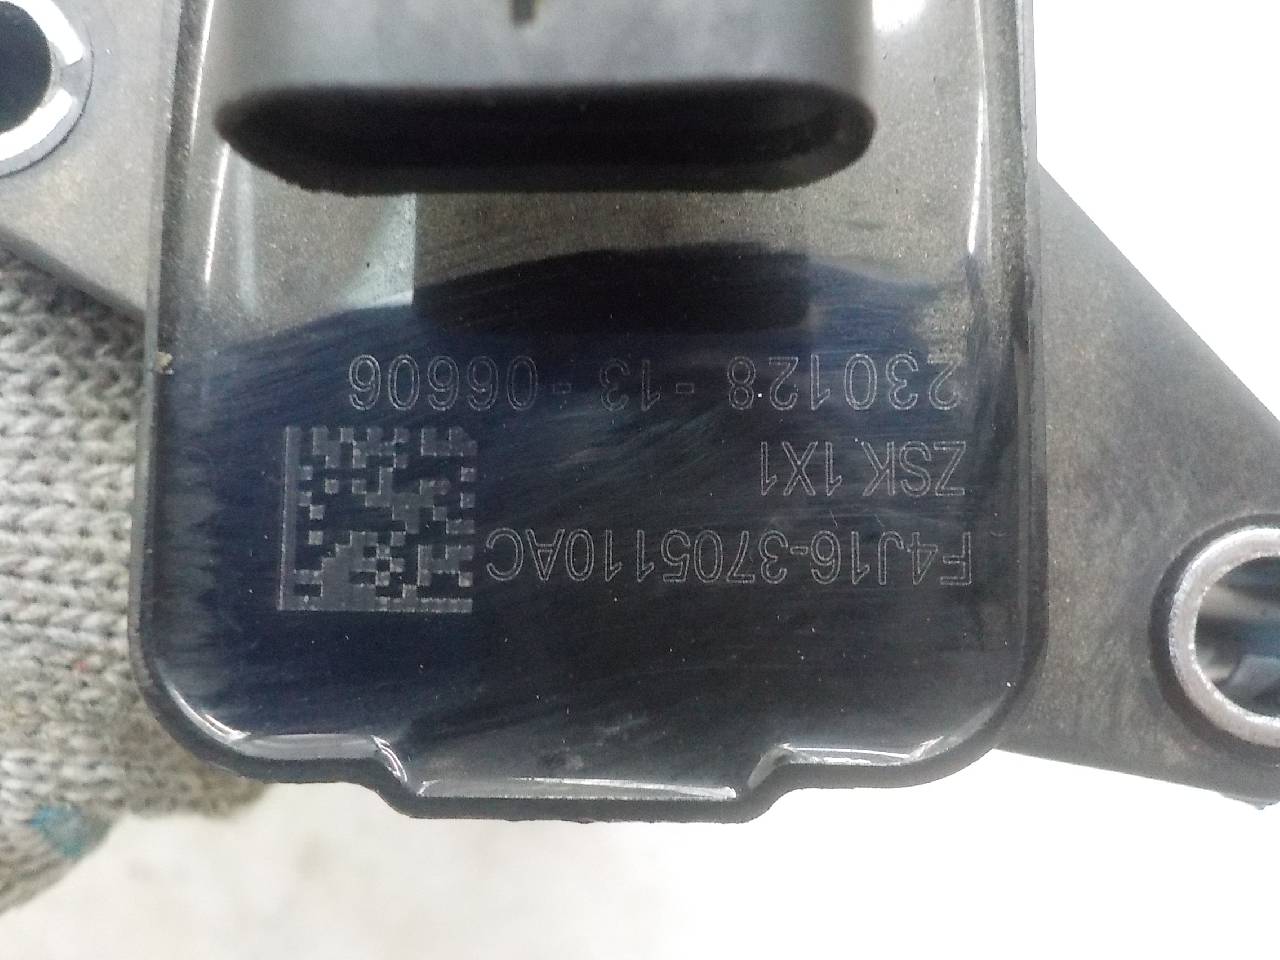 F4J16-3705110AC
ZSK 1X1
230128 - 13 - 06606